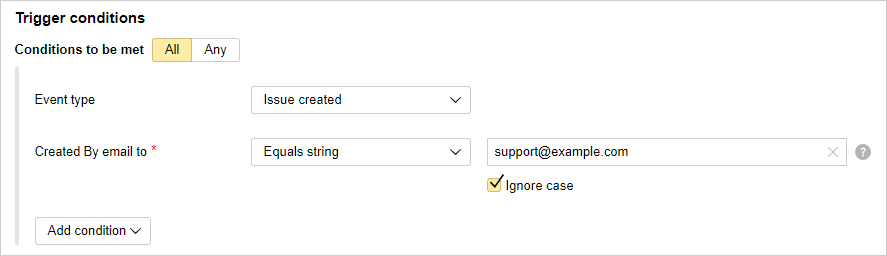 Trigger conditions
Conditions to be met All Any
Event type Issue created
Created By email to * Equals string support@example.com ?
Ignore case
Add condition